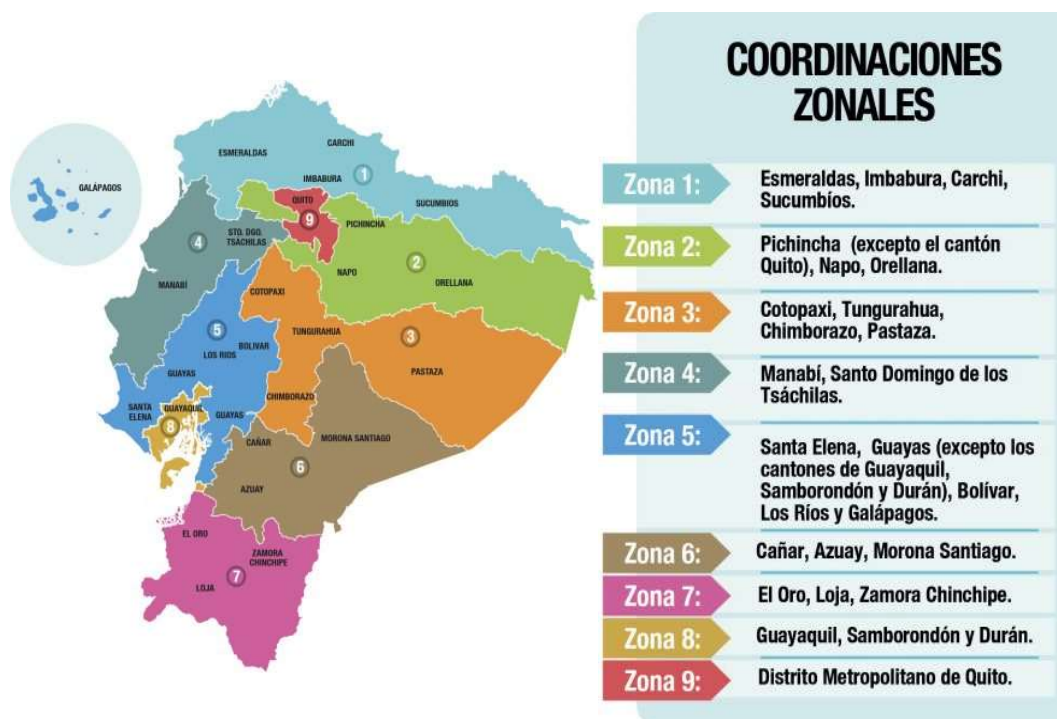 COORDINACIONES
ZONALES
GALÁPAGOS
ESMERALDAS
CARCHI
IMBABURA
1
SUCUMBIOS
QUITO
9
PICHINCHA
STO. DGO.
TSACHILAS
4
NAPO
2
ORELLANA
MANABÍ
COTOPAXI
5
BOLIVAR
LOS RIOS
TUNGURAHUA
3
PASTAZA
GUAYAS
CHIMBORAZO
SANTA
ELENA
GUAYAQUIL
8
GUAYAS
CAÑAR
MORONA SANTIAGO
6
AZUAY
EL ORO
ZAMORA
CHINCHIPE
7
LOJA
Zona 1:
Esmeraldas, Imbabura, Carchi,
Sucumbíos.
Zona 2:
Pichincha (excepto el cantón
Quito), Napo, Orellana.
Zona 3:
Cotopaxi, Tungurahua,
Chimborazo, Pastaza.
Zona 4:
Manabí, Santo Domingo de los
Tsáchilas.
Zona 5:
Santa Elena, Guayas (excepto los
cantones de Guayaquil,
Samborondón y Durán), Bolívar,
Los Ríos y Galápagos.
Zona 6:
Cañar, Azuay, Morona Santiago.
Zona 7:
El Oro, Loja, Zamora Chinchipe.
Zona 8:
Guayaquil, Samborondón y Durán.
Zona 9:
Distrito Metropolitano de Quito.